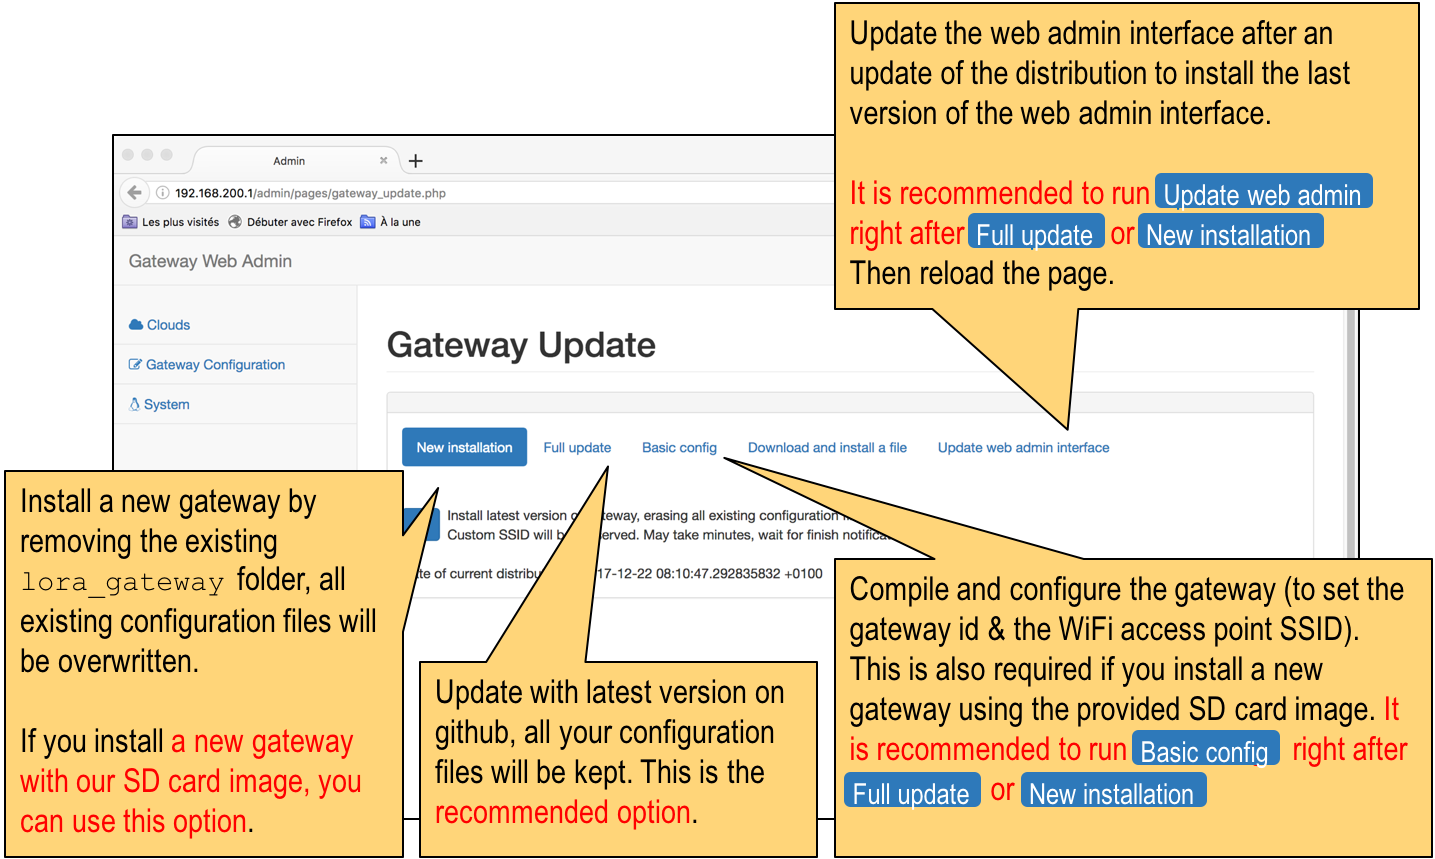 Update the web admin interface after an
update of the distribution to install the last
version of the web admin interface.
It is recommended to run Update web admin
right after Full update or New installation
Then reload the page.
Admin
192.168.200.1/admin/pages/gateway_update.php
Les plus visités Débuter avec Firefox À la une
Gateway Web Admin
Clouds
Gateway Configuration
System
Gateway Update
New installation Full update Basic config Download and install a file Update web admin interface
Install latest version o eway, erasing all existing configuration
Custom SSID will b erved. May take minutes, wait for finish notifica
te of current distribu 17-12-22 08:10:47.292835832 +0100
Install a new gateway by
removing the existing
lora_gateway folder, all
existing configuration files will
be overwritten.
If you install a new gateway
with our SD card image, you
can use this option.
Update with latest version on
github, all your configuration
files will be kept. This is the
recommended option.
Compile and configure the gateway (to set the
gateway id & the WiFi access point SSID).
This is also required if you install a new
gateway using the provided SD card image. It
is recommended to run Basic config right after
Full update or New installation